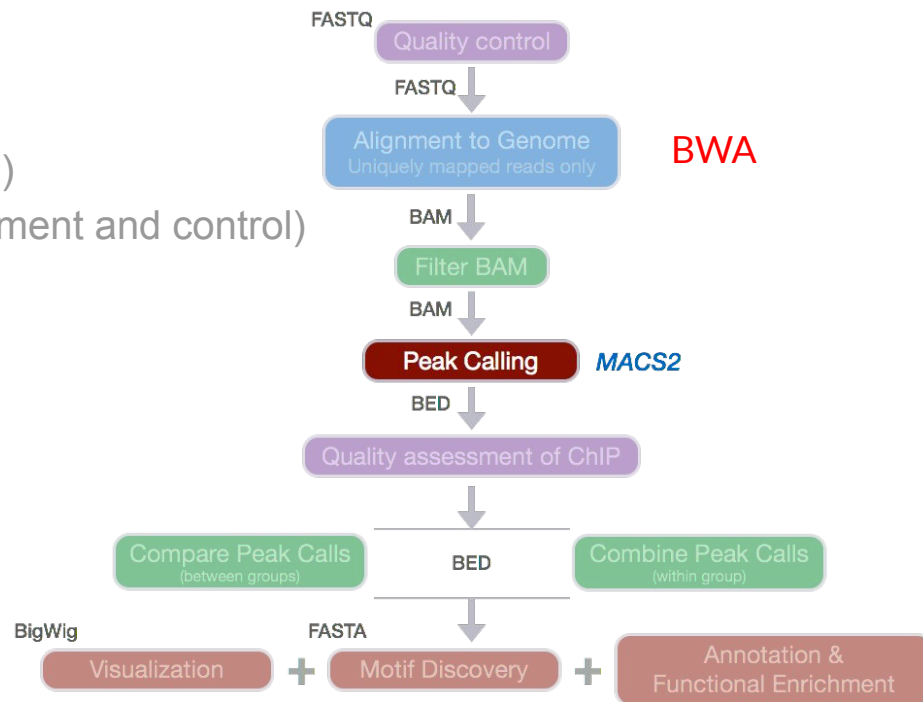 FASTQ
Quality control
FASTQ
Alignment to Genome
Uniquely mapped reads only
BWA
)
ment and control)
BAM
Filter BAM
BAM
Peak Calling
MACS2
BED
Quality assessment of ChIP
Compare Peak Calls
(between groups)
BED
Combine Peak Calls
(within group)
BigWig
FASTA
Visualization
+
Motif Discovery
+
Annotation &
Functional Enrichment